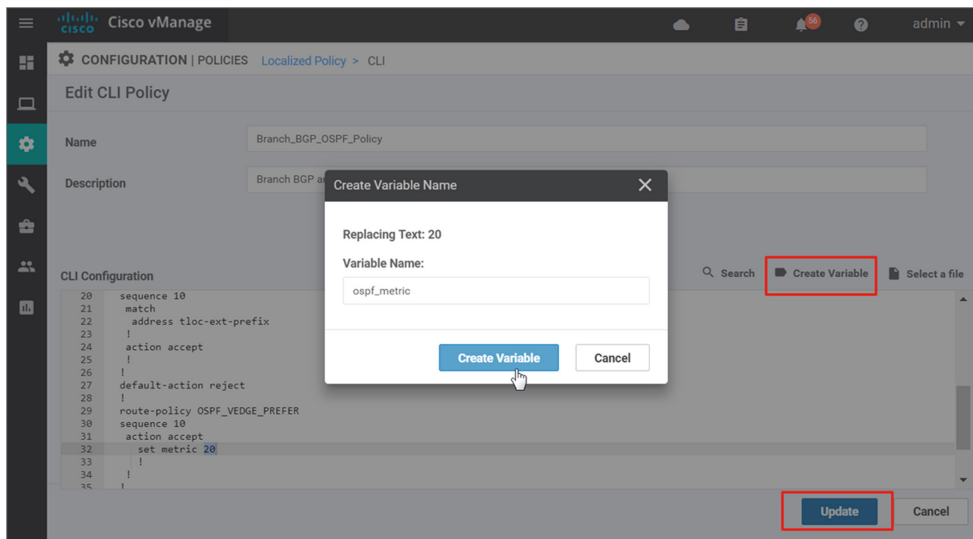 cisco Cisco vManage
56
admin
CONFIGURATION | POLICIES Localized Policy > CLI
Edit CLI Policy
Name
Branch_BGP_OSPF_Policy
Description
Branch BGP a
Create Variable Name
Replacing Text: 20
Variable Name:
ospf_metric
Create Variable
Cancel
CLI Configuration
Search
Create Variable
Select a file
20 sequence 10
21 match
22 address tloc-ext-prefix
23 !
24 action accept
25 !
26 !
27 default-action reject
28 !
29 route-policy OSPF_VEDGE_PREFER
30 sequence 10
31 action accept
32 set metric 20
33 !
34 !
35 !
Update
Cancel